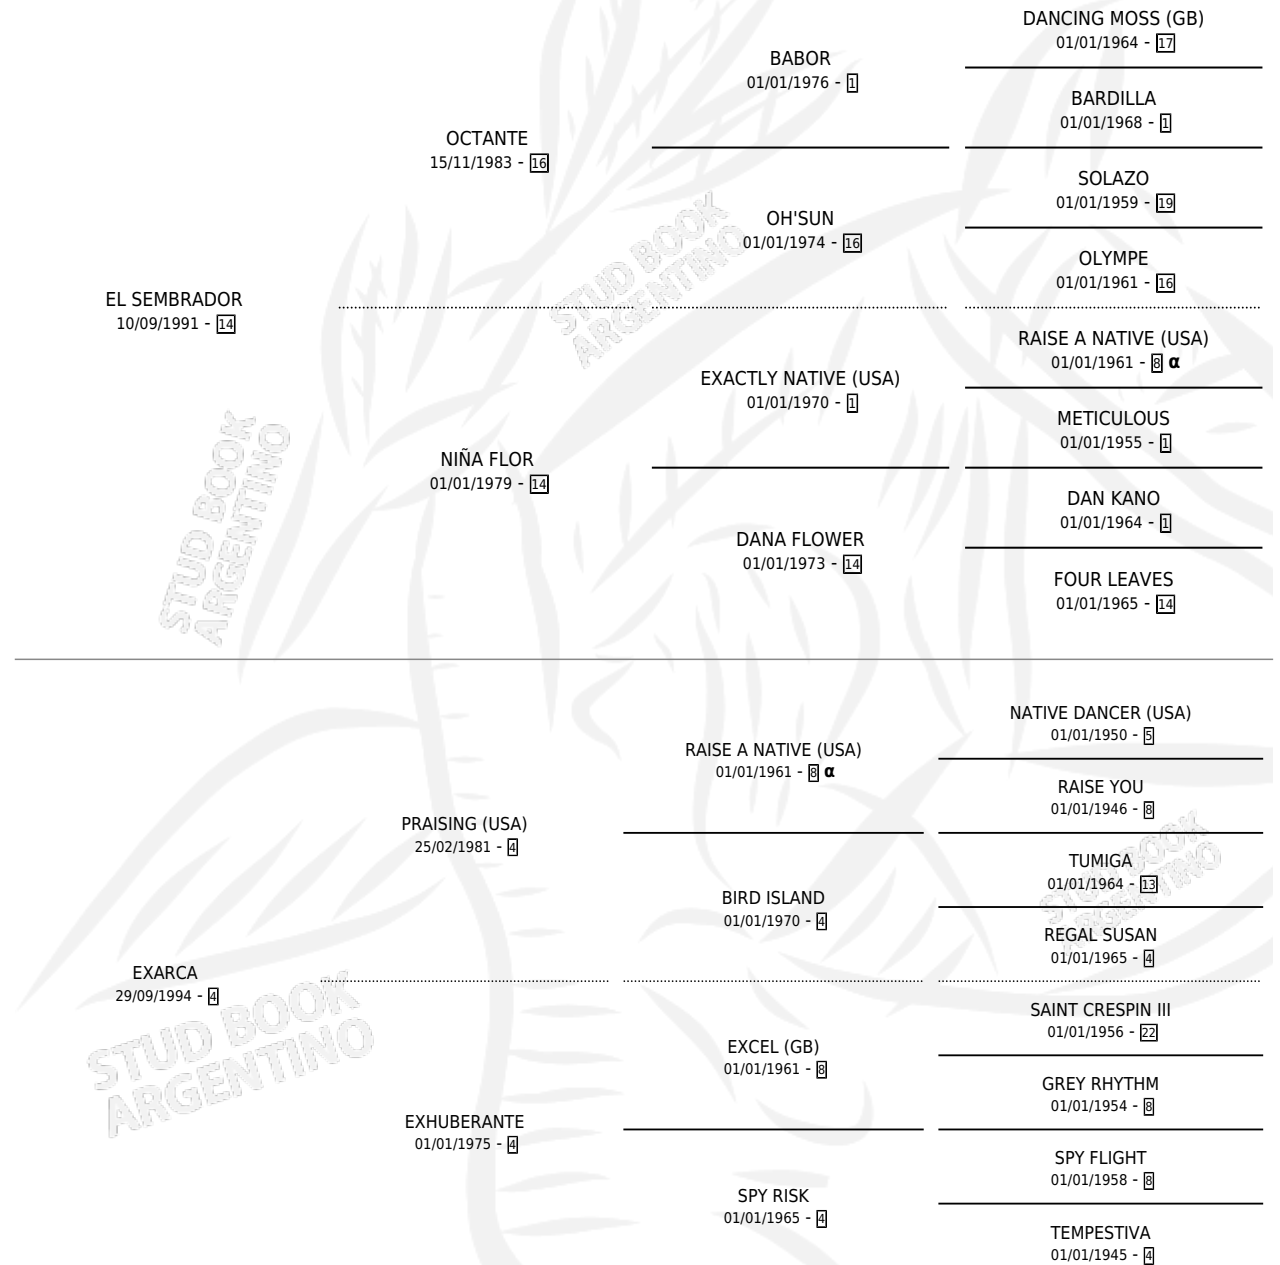 DANCING MOSS (GB)
01/01/1964 - 17
BABOR
01/01/1976 - 1
BARDILLA
01/01/1968 - 1
OCTANTE
15/11/1983 - 16
SOLAZO
01/01/1959 - 19
OH'SUN
01/01/1974 - 16
OLYMPE
01/01/1961 - 16
EL SEMBRADOR
10/09/1991 - 14
RAISE A NATIVE (USA)
01/01/1961 - 8 α
EXACTLY NATIVE (USA)
01/01/1970 - 1
METICULOUS
01/01/1955 - 1
NIÑA FLOR
01/01/1979 - 14
DAN KANO
01/01/1964 - 1
DANA FLOWER
01/01/1973 - 14
FOUR LEAVES
01/01/1965 - 14
NATIVE DANCER (USA)
01/01/1950 - 5
RAISE A NATIVE (USA)
01/01/1961 - 8 α
RAISE YOU
01/01/1946 - 8
PRAISING (USA)
25/02/1981 - 4
TUMIGA
01/01/1964 - 13
BIRD ISLAND
01/01/1970 - 4
REGAL SUSAN
01/01/1965 - 4
EXARCA
29/09/1994 - 4
SAINT CRESPIN III
01/01/1956 - 22
EXCEL (GB)
01/01/1961 - 8
GREY RHYTHM
01/01/1954 - 8
EXHUBERANTE
01/01/1975 - 4
SPY FLIGHT
01/01/1958 - 8
SPY RISK
01/01/1965 - 4
TEMPESTIVA
01/01/1945 - 4
STUD BOOK
ARGENTINO
STUD BOOK
ARGENTINO
STUD BOOK
ARGENTINO
STUD BOOK
ARGENTINO